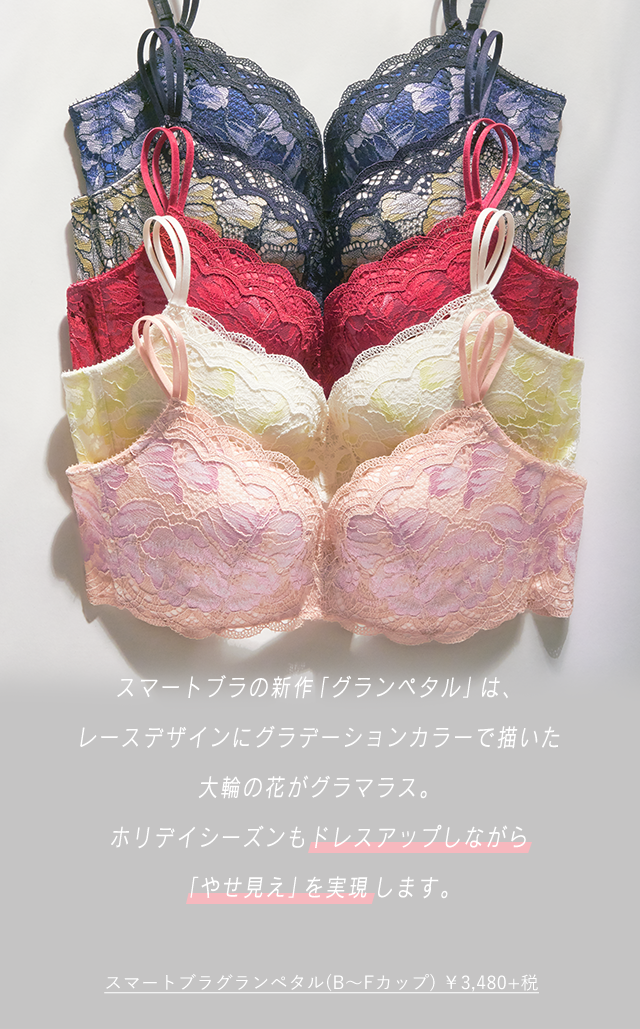 スマートブラの新作「グランペタル」は、
レースデザインにグラデーションカラーで描いた
大輪の花がグラマラス。
ホリデイシーズンもドレスアップしながら
「やせ見え」を実現します。
スマートブラグランペタル(B〜Fカップ) ¥3,480+税